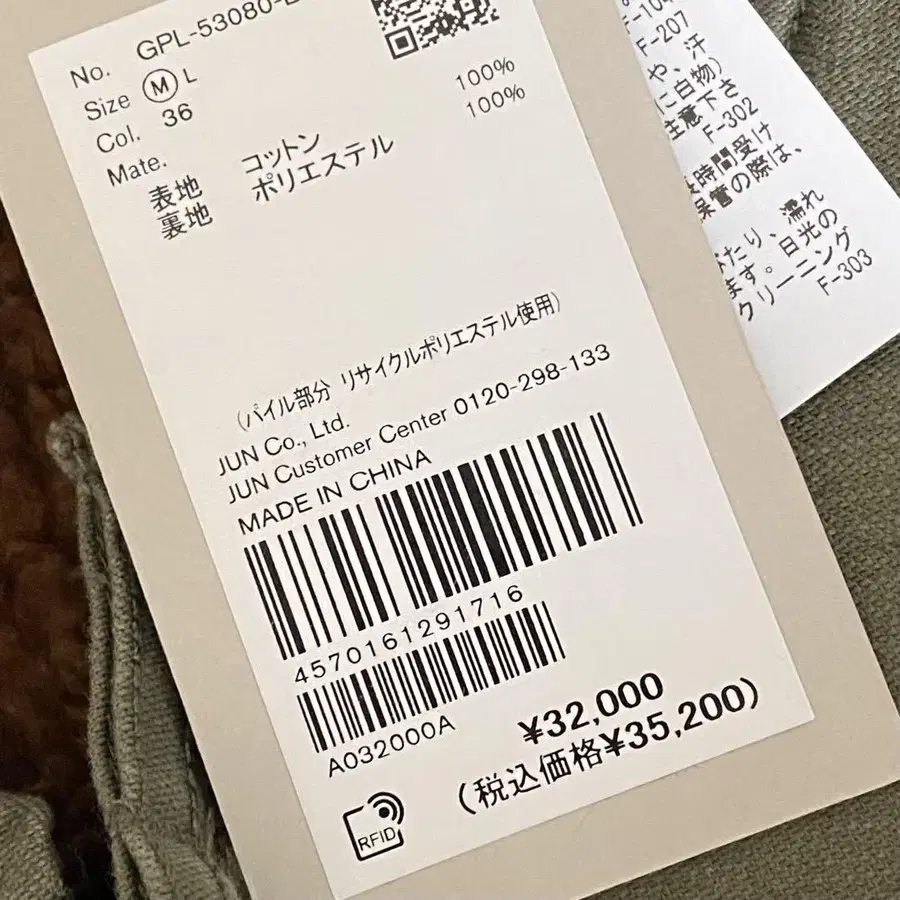 No. GPL-53080-
Size M L
Col. 36
Mate.
表地 コットン 100%
裏地 ポリエステル 100%
(パイル部分 リサイクルポリエステル使用)
JUN Co., Ltd.
JUN Customer Center 0120-298-133
MADE IN CHINA
4570161291716
A032000A
¥32,000
(税込価格¥35,200)
RFID
F-104
F-207
や、汗
に白物)
注意下さ
F-302
長時間受け
保管の際は、
たり、濡れ
ます。日光の
クリーニング
F-303